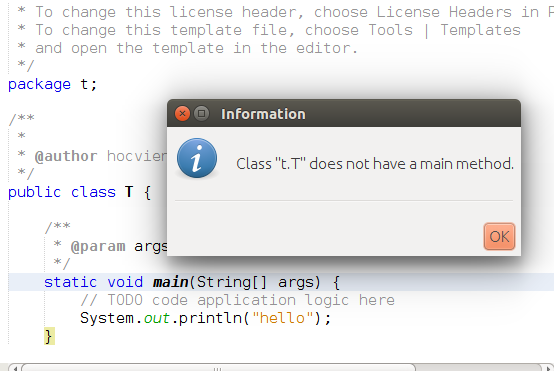 * To change this license header, choose License Headers in
* To change this template file, choose Tools | Templates
* and open the template in the editor.
*/
package t;
/**
*
* @author hocvien
*/
public class T {
/**
* @param args
*/
static void main(String[] args) {
// TODO code application logic here
System.out.println("hello");
}
Information
Class "t.T" does not have a main method.
OK